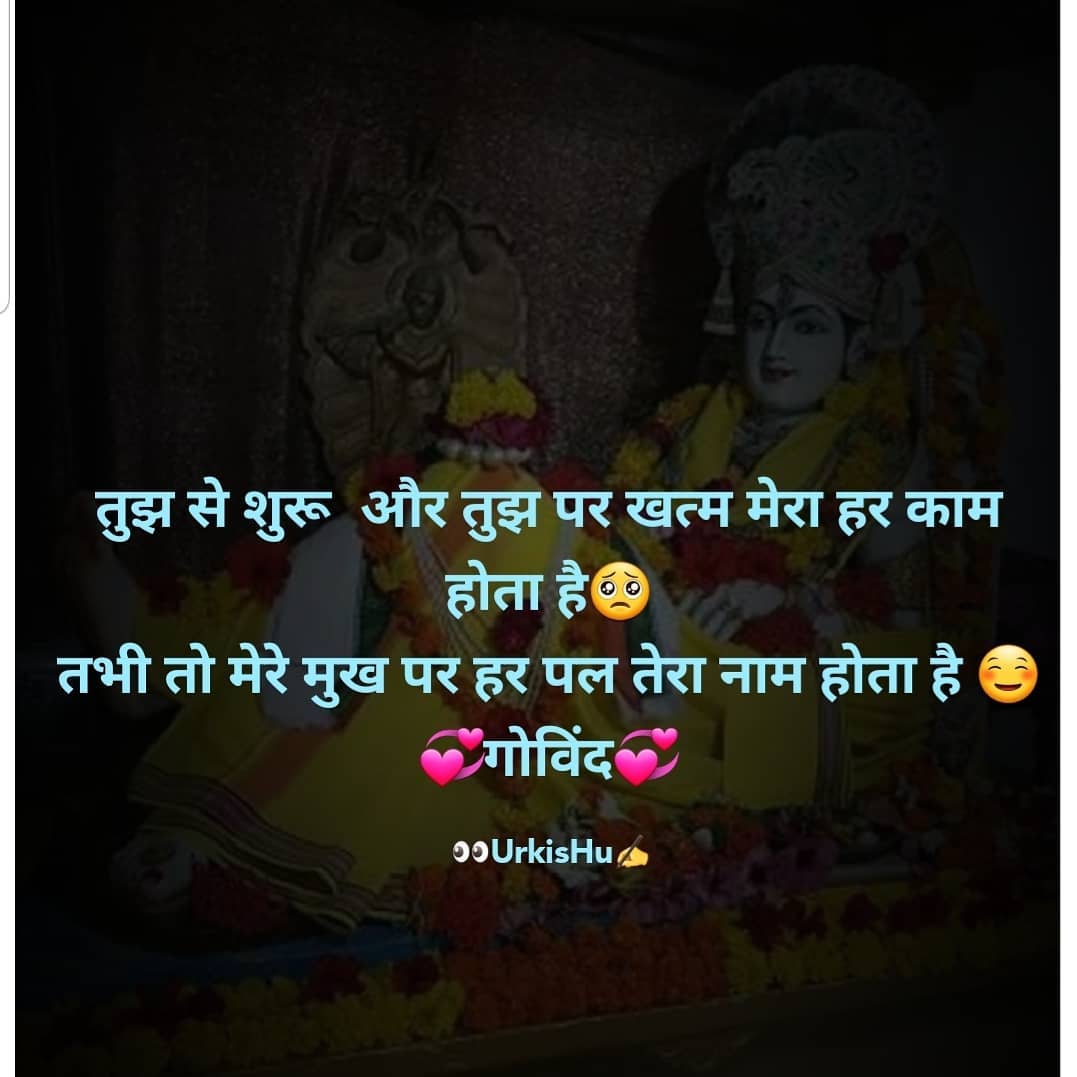 तुझ से शुरू  और तुझ पर खत्म मेरा हर काम
होता है🥺
तभी तो मेरे मुख पर हर पल तेरा नाम होता है ☺️
💞गोविंद💞
👀UrkisHu✍️